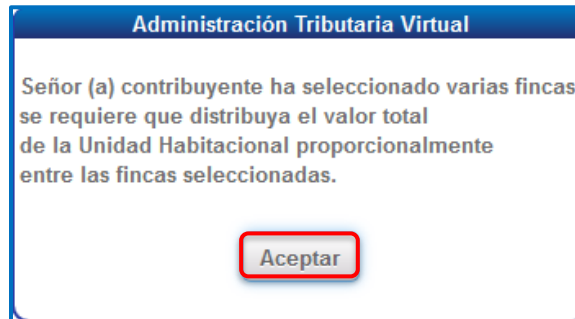 Administración Tributaria Virtual
Señor (a) contribuyente ha seleccionado varias fincas
se requiere que distribuya el valor total
de la Unidad Habitacional proporcionalmente
entre las fincas seleccionadas.
Aceptar